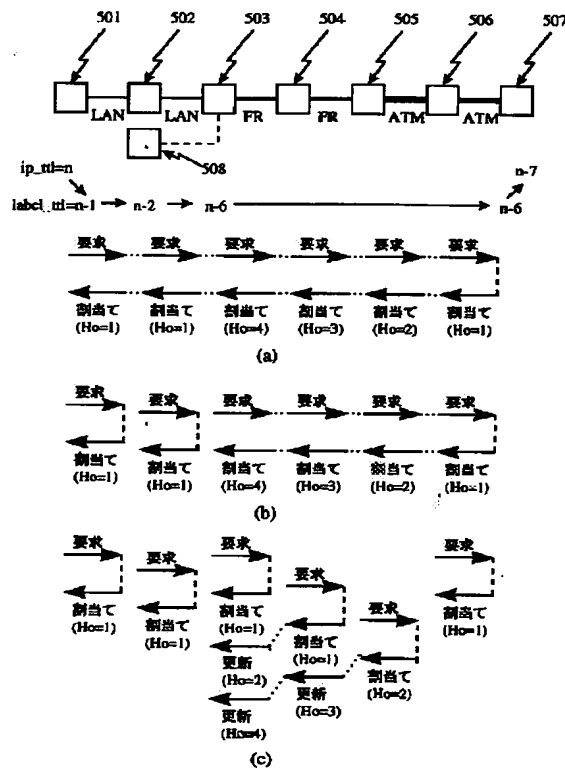 501 502 503 504 505 506 507
LAN LAN FR FR ATM ATM
508
ip_ttl=n n-7
label_ttl=n-1 n-2 n-6 n-6
要求 要求 要求 要求 要求 要求
割当て 割当て 割当て 割当て 割当て 割当て
(Ho=1) (Ho=1) (Ho=4) (Ho=3) (Ho=2) (Ho=1)
(a)
要求 要求 要求 要求 要求 要求
割当て 割当て 割当て 割当て 割当て 割当て
(Ho=1) (Ho=1) (Ho=4) (Ho=3) (Ho=2) (Ho=1)
(b)
要求 要求 要求 要求 要求 要求
割当て 割当て 割当て 割当て 割当て 割当て
(Ho=1) (Ho=1) (Ho=1) (Ho=1) (Ho=2) (Ho=1)
更新 更新
(Ho=2) (Ho=3)
更新
(Ho=4)
(c)